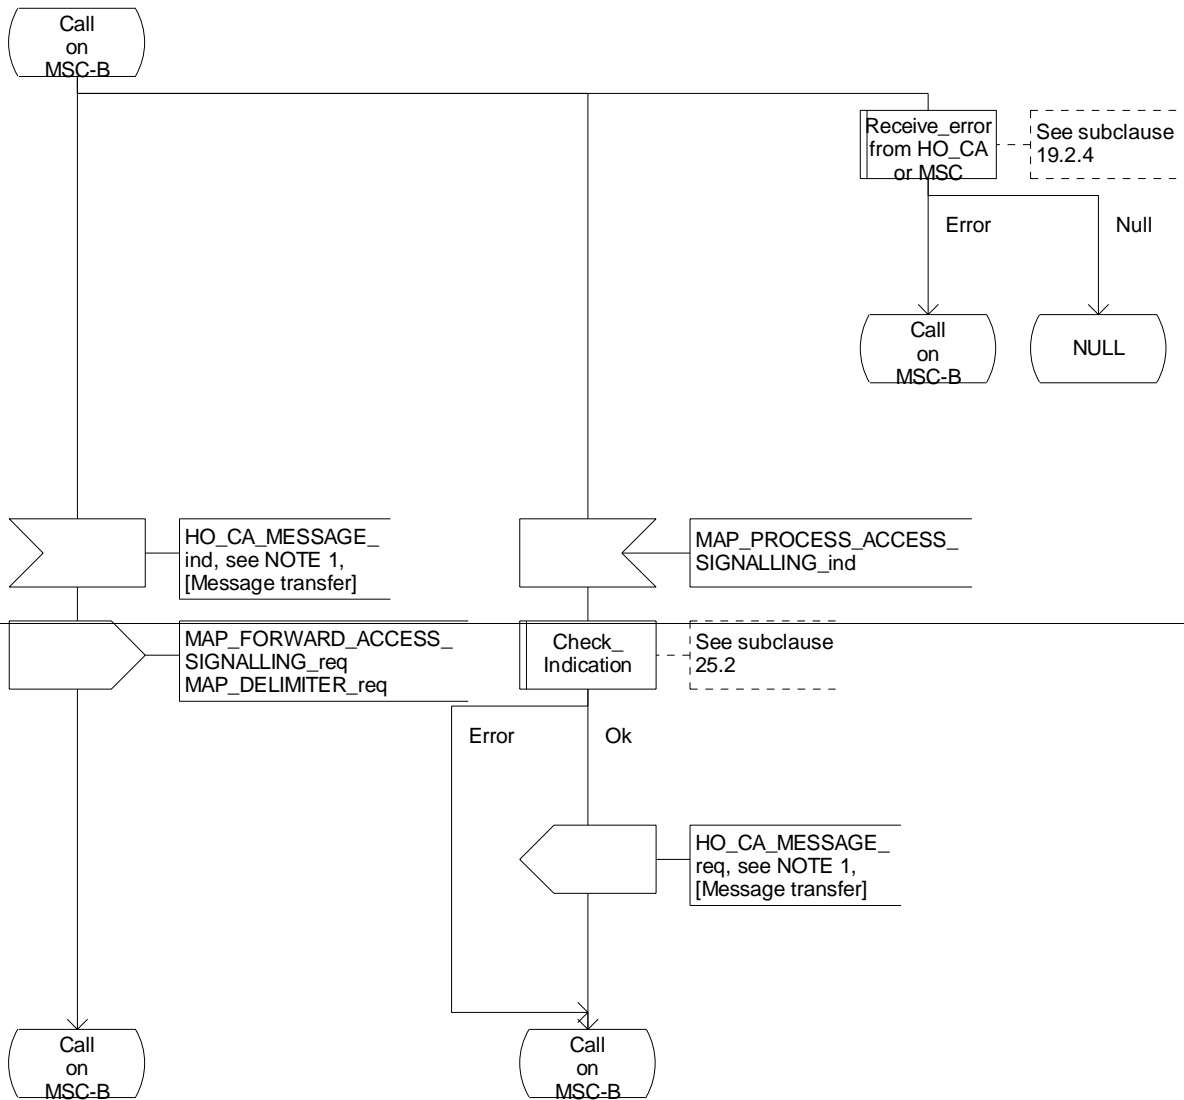 Call
on
MSC-B
Receive_error
from HO_CA
or MSC
See subclause
19.2.4
Error
Null
Call
on
MSC-B
NULL
HO_CA_MESSAGE_
ind, see NOTE 1,
[Message transfer]
MAP_PROCESS_ACCESS_
SIGNALLING_ind
MAP_FORWARD_ACCESS_
SIGNALLING_req
MAP_DELIMITER_req
Check_
Indication
See subclause
25.2
Error
Ok
HO_CA_MESSAGE_
req, see NOTE 1,
[Message transfer]
Call
on
MSC-B
Call
on
MSC-B